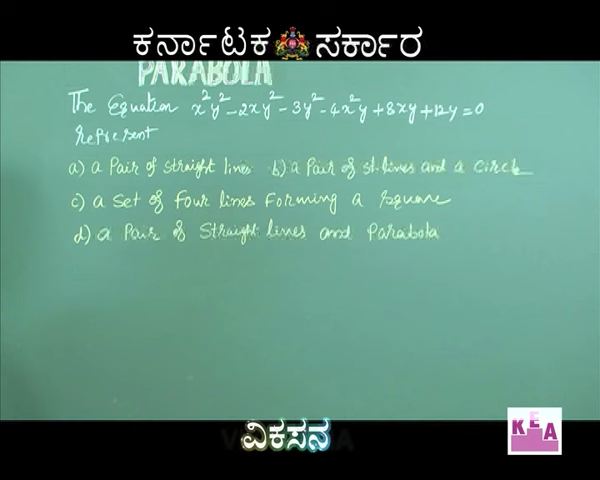 ಕರ್ನಾಟಕ ಸರ್ಕಾರ
PARABOLA
The Equation x²y² - 2xy² - 3y² - 4x²y + 8xy + 12y = 0
Represent
a) a Pair of straight lines b) a Pair of st. lines and a circle
c) a set of Four lines Forming a square
d) a Pair of straight lines and Parabola
ವಿಕಸನ
KEA